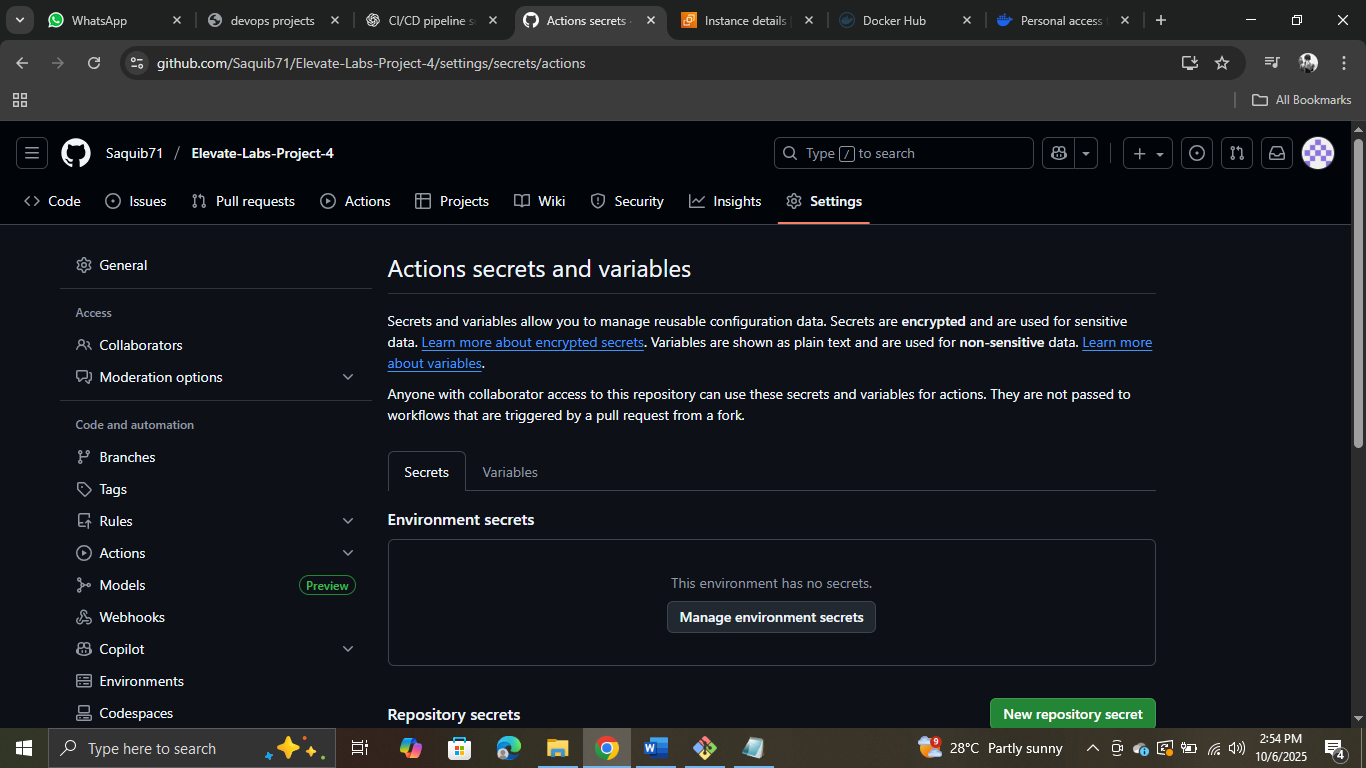 WhatsApp
devops projects
CI/CD pipeline s
Actions secrets ·
Instance details
Docker Hub
Personal access
github.com/Saquib71/Elevate-Labs-Project-4/settings/secrets/actions
All Bookmarks
Saquib71 / Elevate-Labs-Project-4
Type / to search
Code
Issues
Pull requests
Actions
Projects
Wiki
Security
Insights
Settings
General
Access
Collaborators
Moderation options
Code and automation
Branches
Tags
Rules
Actions
Models
Preview
Webhooks
Copilot
Environments
Codespaces
Actions secrets and variables
Secrets and variables allow you to manage reusable configuration data. Secrets are encrypted and are used for sensitive
data. Learn more about encrypted secrets. Variables are shown as plain text and are used for non-sensitive data. Learn more
about variables.
Anyone with collaborator access to this repository can use these secrets and variables for actions. They are not passed to
workflows that are triggered by a pull request from a fork.
Secrets
Variables
Environment secrets
This environment has no secrets.
Manage environment secrets
Repository secrets
New repository secret
Type here to search
9
28°C Partly sunny
2:54 PM
10/6/2025
4